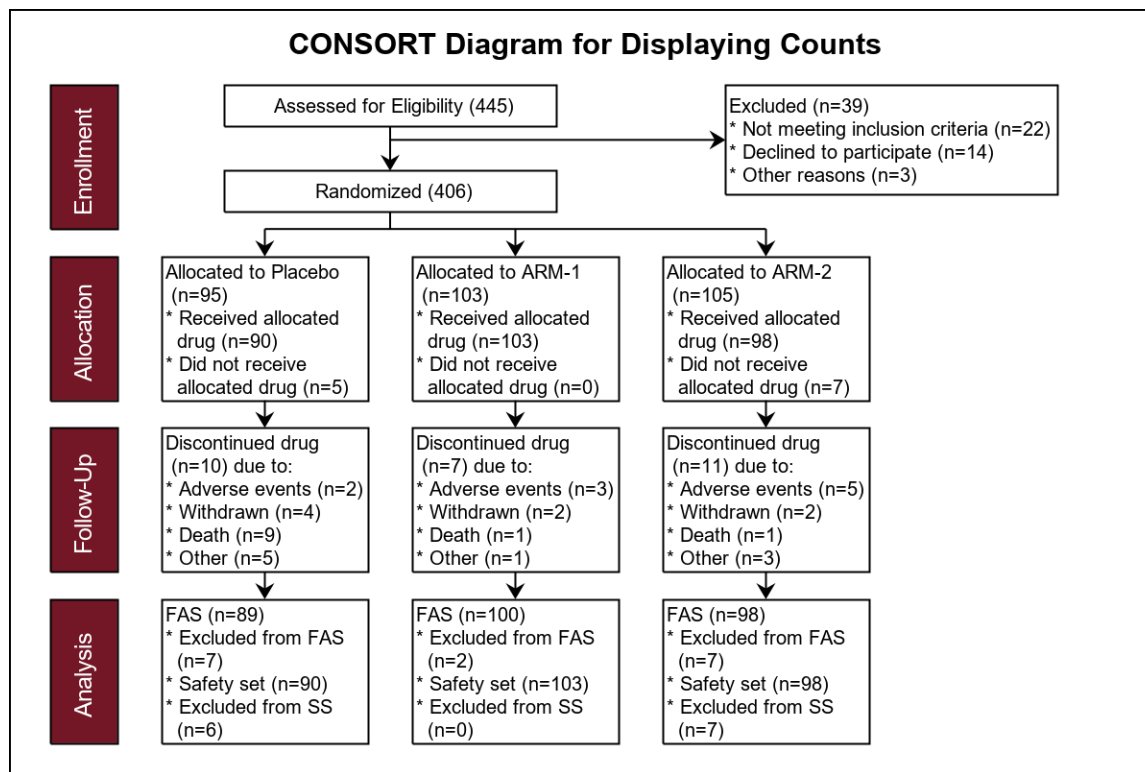 CONSORT Diagram for Displaying Counts
Enrollment
Assessed for Eligibility (445)
Excluded (n=39)
* Not meeting inclusion criteria (n=22)
* Declined to participate (n=14)
* Other reasons (n=3)
Randomized (406)
Allocation
Allocated to Placebo
(n=95)
* Received allocated
drug (n=90)
* Did not receive
allocated drug (n=5)
Allocated to ARM-1
(n=103)
* Received allocated
drug (n=103)
* Did not receive
allocated drug (n=0)
Allocated to ARM-2
(n=105)
* Received allocated
drug (n=98)
* Did not receive
allocated drug (n=7)
Follow-Up
Discontinued drug
(n=10) due to:
* Adverse events (n=2)
* Withdrawn (n=4)
* Death (n=9)
* Other (n=5)
Discontinued drug
(n=7) due to:
* Adverse events (n=3)
* Withdrawn (n=2)
* Death (n=1)
* Other (n=1)
Discontinued drug
(n=11) due to:
* Adverse events (n=5)
* Withdrawn (n=2)
* Death (n=1)
* Other (n=3)
Analysis
FAS (n=89)
* Excluded from FAS
(n=7)
* Safety set (n=90)
* Excluded from SS
(n=6)
FAS (n=100)
* Excluded from FAS
(n=2)
* Safety set (n=103)
* Excluded from SS
(n=0)
FAS (n=98)
* Excluded from FAS
(n=7)
* Safety set (n=98)
* Excluded from SS
(n=7)